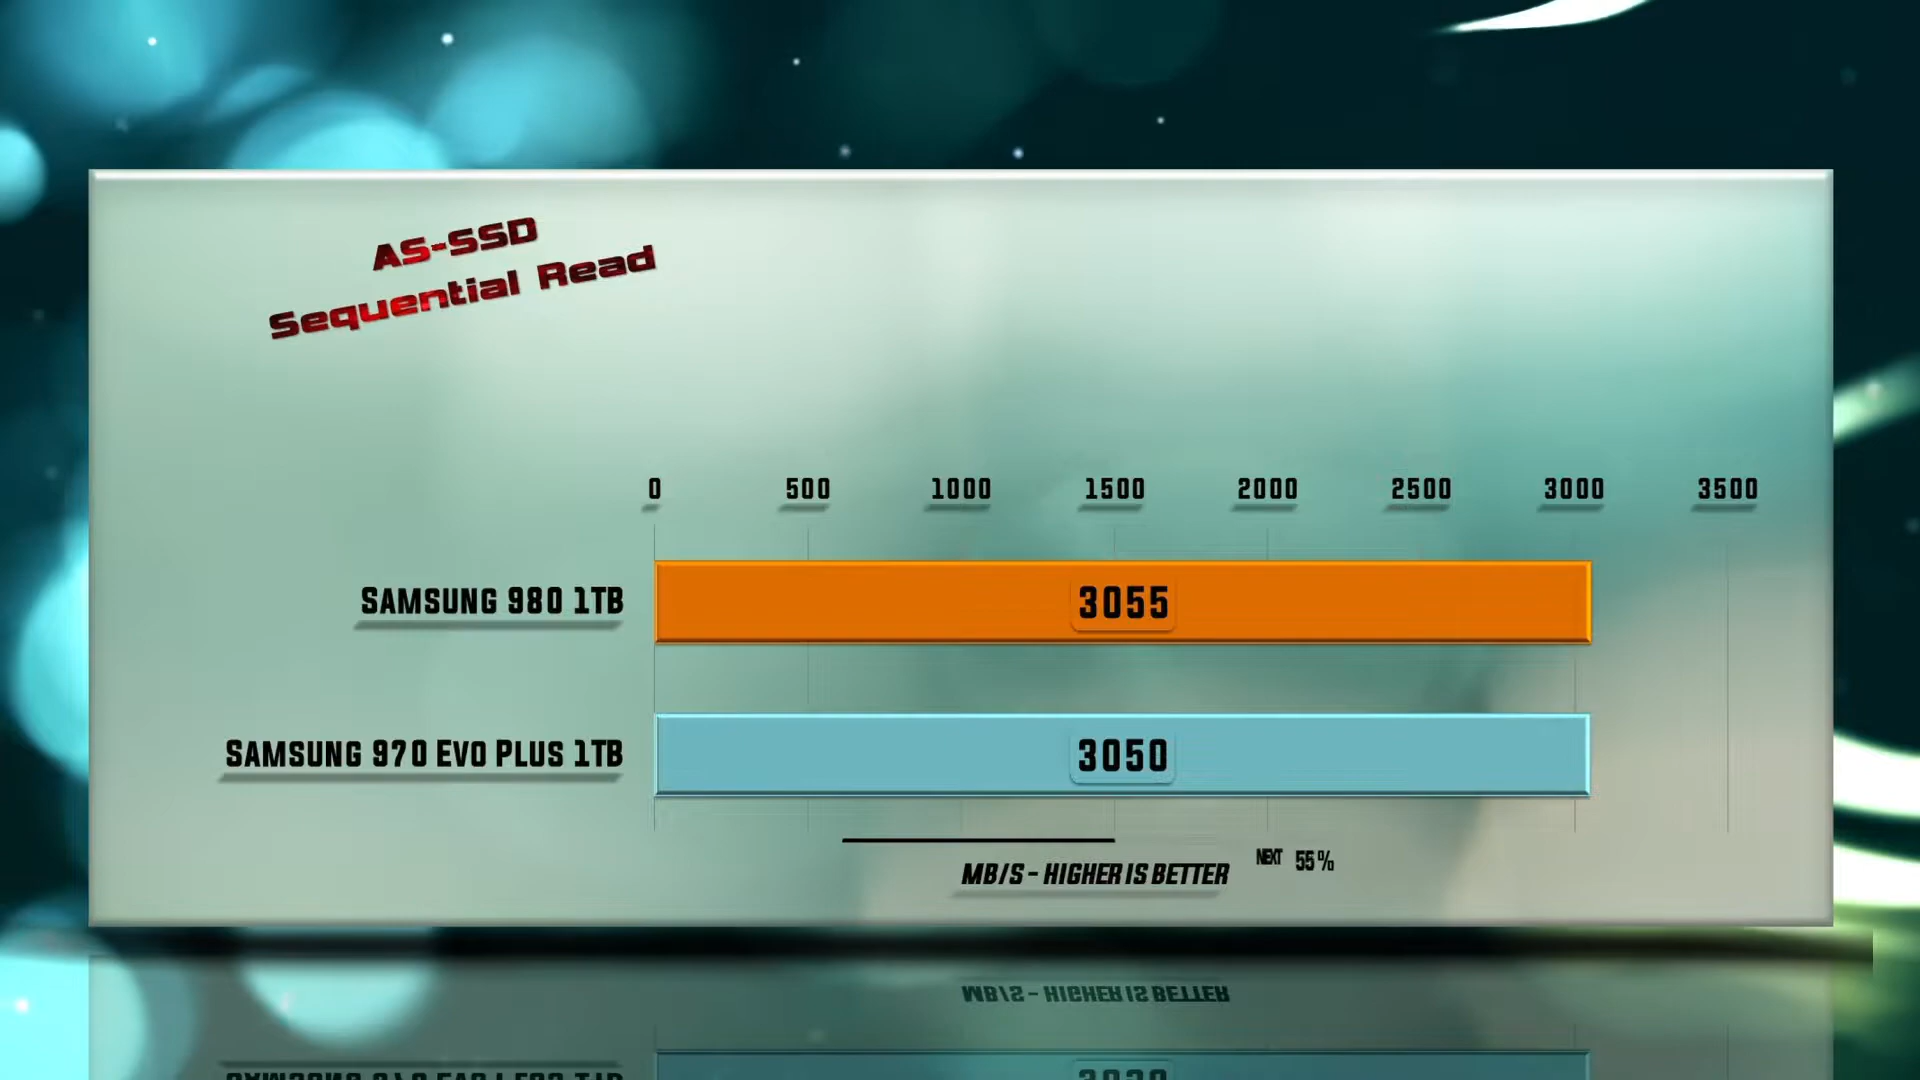 AS-SSD
Sequential Read
0 500 1000 1500 2000 2500 3000 3500
SAMSUNG 980 1TB
3055
SAMSUNG 970 EVO PLUS 1TB
3050
MB/S - HIGHER IS BETTER
NEXT 55%